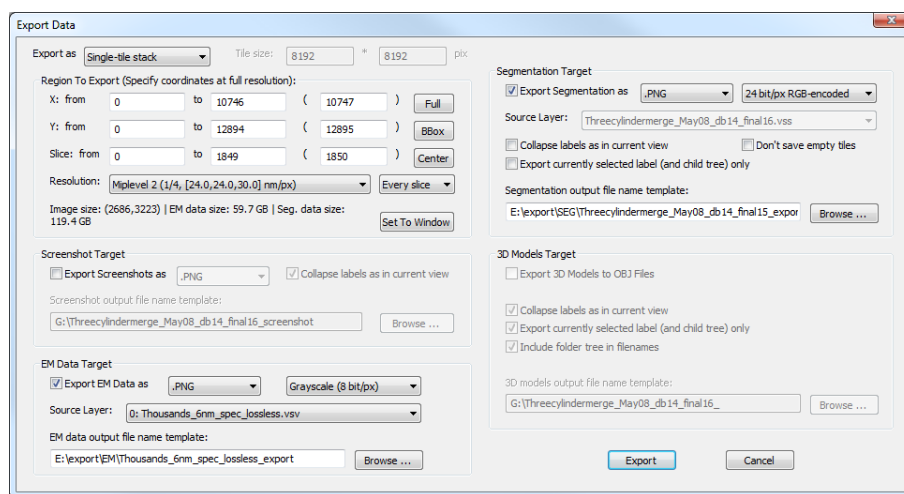 Export Data
Export as Single-tile stack Tile size: 8192 * 8192 pix
Region To Export (Specify coordinates at full resolution):
X: from 0 to 10746 ( 10747 ) Full
Y: from 0 to 12894 ( 12895 ) BBox
Slice: from 0 to 1849 ( 1850 ) Center
Resolution: Miplevel 2 (1/4, [24.0,24.0,30.0] nm/px) Every slice
Image size: (2686,3223) | EM data size: 59.7 GB | Seg. data size:
119.4 GB
Set To Window
Screenshot Target
Export Screenshots as .PNG Collapse labels as in current view
Screenshot output file name template:
G:\Threecylindermerge_May08_db14_final16_screenshot Browse ...
EM Data Target
Export EM Data as .PNG Grayscale (8 bit/px)
Source Layer: 0: Thousands_6nm_spec_lossless.vsv
EM data output file name template:
E:\export\EM\Thousands_6nm_spec_lossless_export Browse ...
Segmentation Target
Export Segmentation as .PNG 24 bit/px RGB-encoded
Source Layer: Threecylindermerge_May08_db14_final16.vss
Collapse labels as in current view Don't save empty tiles
Export currently selected label (and child tree) only
Segmentation output file name template:
E:\export\SEG\Threecylindermerge_May08_db14_final15_expor Browse ...
3D Models Target
Export 3D Models to OBJ Files
Collapse labels as in current view
Export currently selected label (and child tree) only
Include folder tree in filenames
3D models output file name template:
G:\Threecylindermerge_May08_db14_final16_ Browse ...
Export Cancel